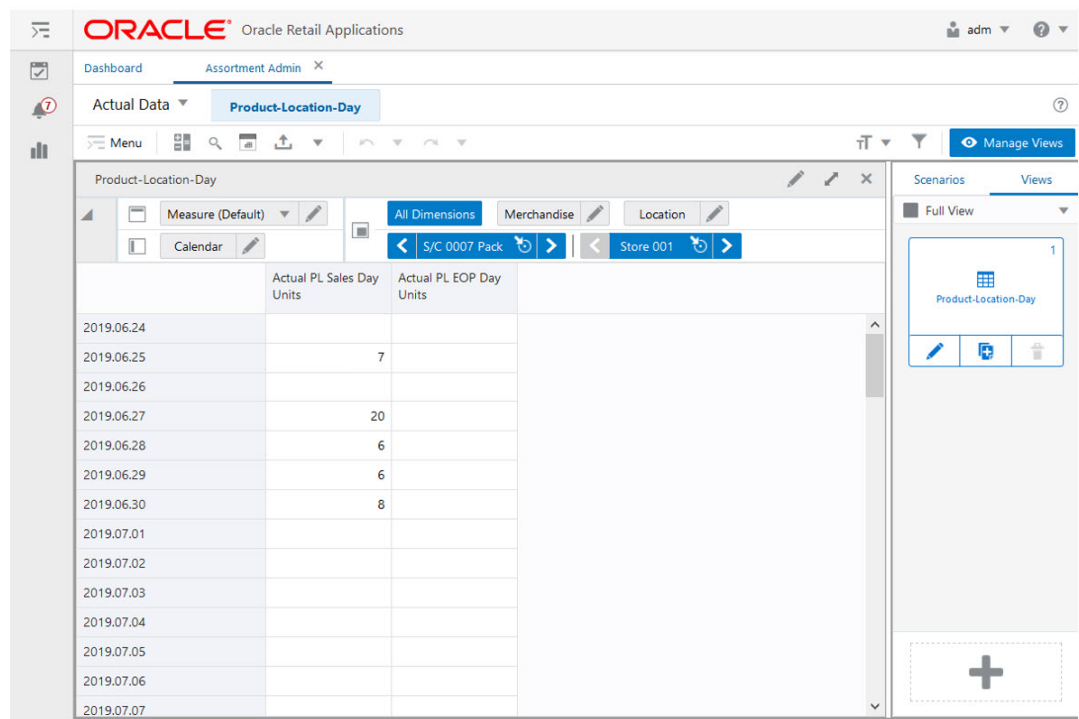 ORACLE® Oracle Retail Applications adm
Dashboard Assortment Admin
7
Actual Data Product-Location-Day
Menu Manage Views
Product-Location-Day Scenarios Views
Measure (Default) All Dimensions Merchandise Location Full View
Calendar S/C 0007 Pack Store 001
1
Product-Location-Day
Actual PL Sales Day Units Actual PL EOP Day Units
2019.06.24
2019.06.25 7
2019.06.26
2019.06.27 20
2019.06.28 6
2019.06.29 6
2019.06.30 8
2019.07.01
2019.07.02
2019.07.03
2019.07.04
2019.07.05
2019.07.06
2019.07.07